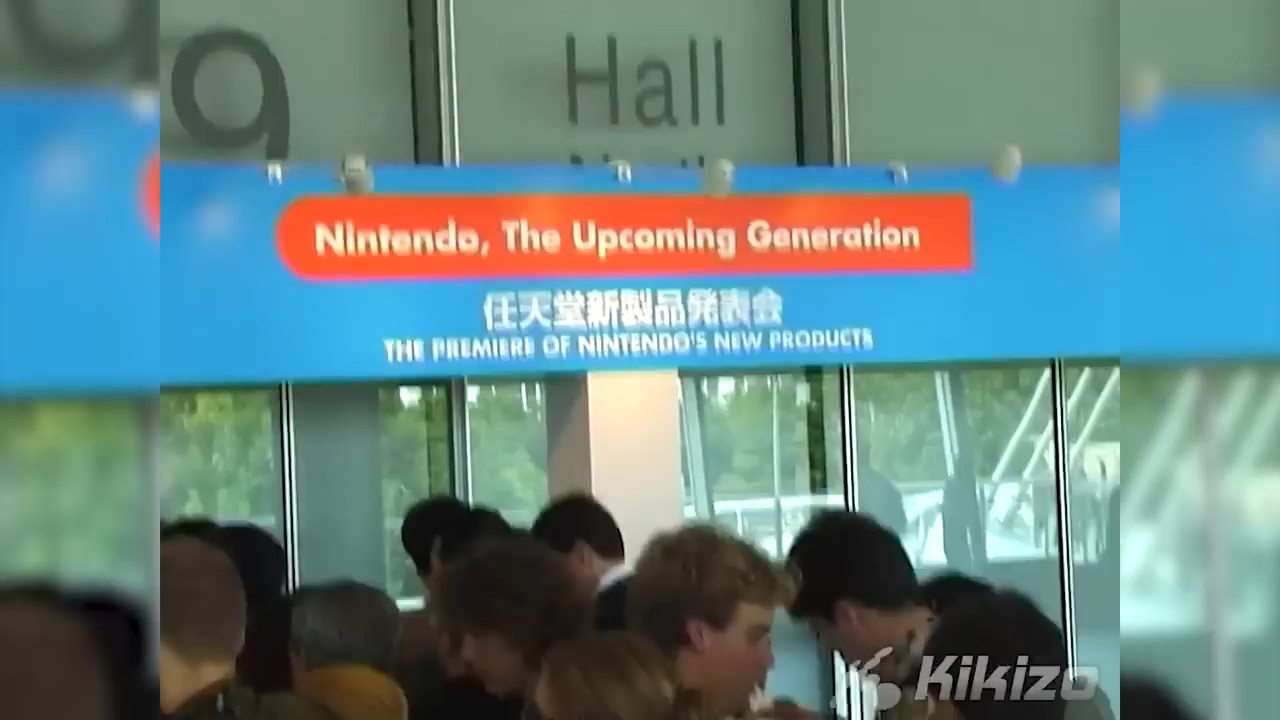 Hall
Nintendo, The Upcoming Generation
任天堂新製品発表会
THE PREMIERE OF NINTENDO'S NEW PRODUCTS
Kikizo